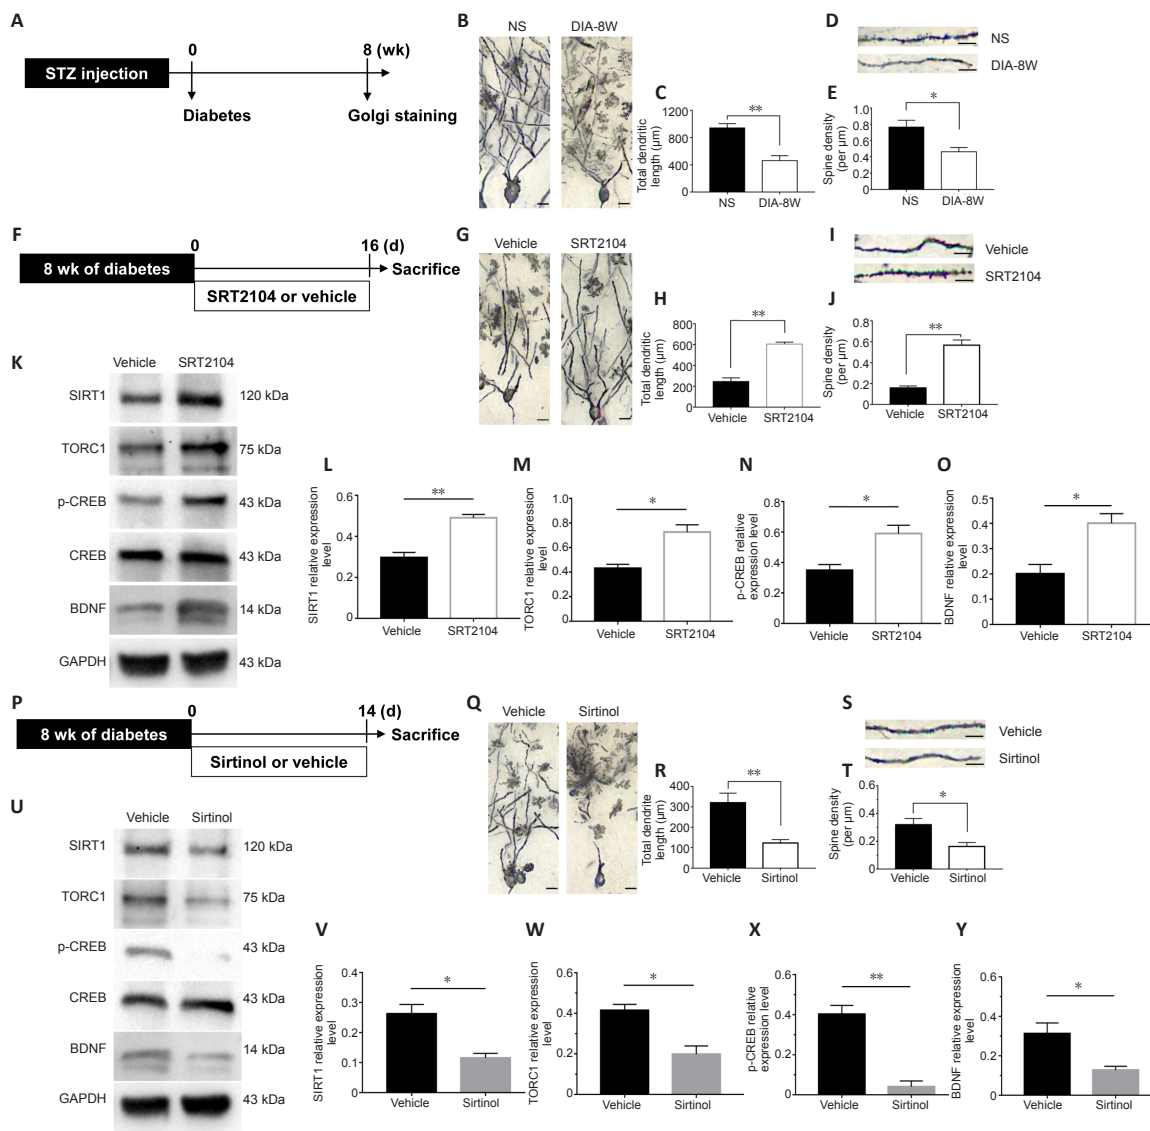 A
0
8 (wk)
STZ injection
Diabetes
Golgi staining
B
NS
DIA-8W
C
Total dendritic
length (μm)
1200
800
400
0
**
NS
DIA-8W
D
NS
DIA-8W
E
Spine density
(per μm)
1.0
0.8
0.6
0.4
0.2
0
*
NS
DIA-8W
F
0
16 (d)
8 wk of diabetes
Sacrifice
SRT2104 or vehicle
G
Vehicle
SRT2104
H
Total dendritic
length (μm)
800
600
400
200
0
**
Vehicle
SRT2104
I
Vehicle
SRT2104
J
Spine density
(per μm)
0.8
0.6
0.4
0.2
0
**
Vehicle
SRT2104
K
Vehicle
SRT2104
SIRT1
120 kDa
TORC1
75 kDa
p-CREB
43 kDa
CREB
43 kDa
BDNF
14 kDa
GAPDH
43 kDa
L
SIRT1 relative expression
level
0.6
0.4
0.2
0
**
Vehicle
SRT2104
M
TORC1 relative expression
level
1.0
0.8
0.6
0.4
0.2
0
*
Vehicle
SRT2104
N
p-CREB relative
expression level
0.8
0.6
0.4
0.2
0
*
Vehicle
SRT2104
O
BDNF relative expression
level
0.5
0.4
0.3
0.2
0.1
0
*
Vehicle
SRT2104
P
0
14 (d)
8 wk of diabetes
Sacrifice
Sirtinol or vehicle
Q
Vehicle
Sirtinol
R
Total dendrite
length (μm)
400
300
200
100
0
**
Vehicle
Sirtinol
S
Vehicle
Sirtinol
T
Spine density
(per μm)
0.6
0.4
0.2
0
*
Vehicle
Sirtinol
U
Vehicle
Sirtinol
SIRT1
120 kDa
TORC1
75 kDa
p-CREB
43 kDa
CREB
43 kDa
BDNF
14 kDa
GAPDH
43 kDa
V
SIRT1 relative expression
level
0.4
0.3
0.2
0.1
0
*
Vehicle
Sirtinol
W
TORC1 relative expression
level
0.6
0.4
0.2
0
*
Vehicle
Sirtinol
X
p-CREB relative
expression level
0.6
0.4
0.2
0
**
Vehicle
Sirtinol
Y
BDNF relative expression
level
0.6
0.4
0.2
0
*
Vehicle
Sirtinol